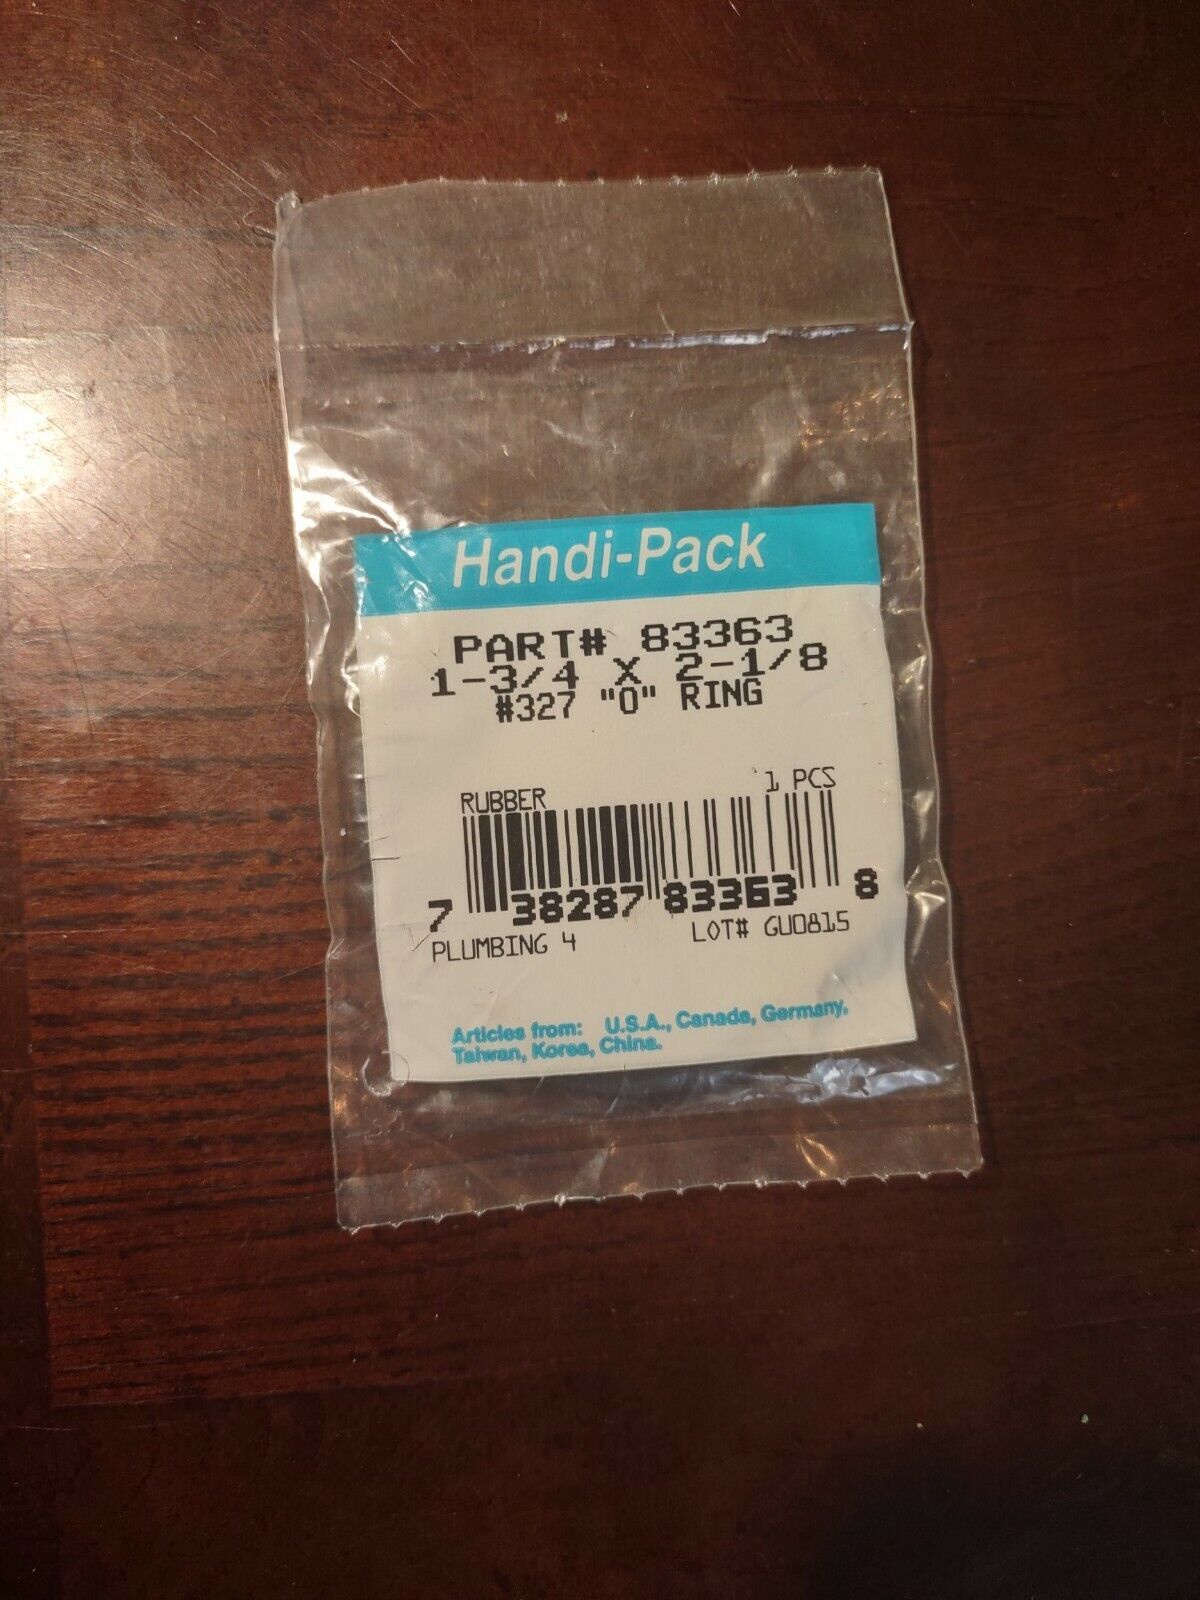 Handi-Pack
PART# 83363
1-3/4 X 2-1/8
#327 "O" RING
RUBBER 1 PCS
7 38287 83363 8
PLUMBING 4 LOT# GU0815
Articles from: U.S.A., Canada, Germany,
Taiwan, Korea, China.